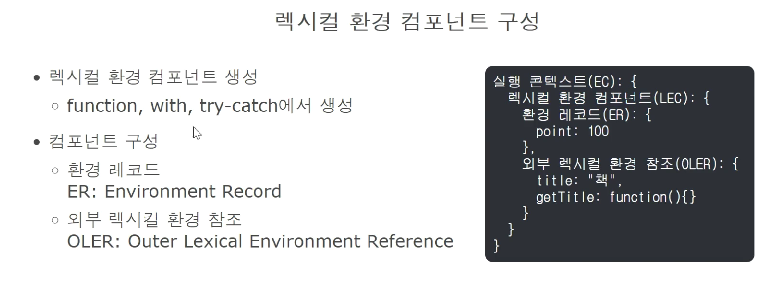 렉시컬 환경 컴포넌트 구성
• 렉시컬 환경 컴포넌트 생성
○ function, with, try-catch에서 생성
• 컴포넌트 구성
○ 환경 레코드
ER: Environment Record
○ 외부 렉시길 환경 참조
OLER: Outer Lexical Environment Reference
실행 콘텍스트(EC): {
  렉시컬 환경 컴포넌트(LEC): {
    환경 레코드(ER): {
      point: 100
    },
    외부 렉시컬 환경 참조(OLER): {
      title: "책",
      getTitle: function(){}
    }
  }
}